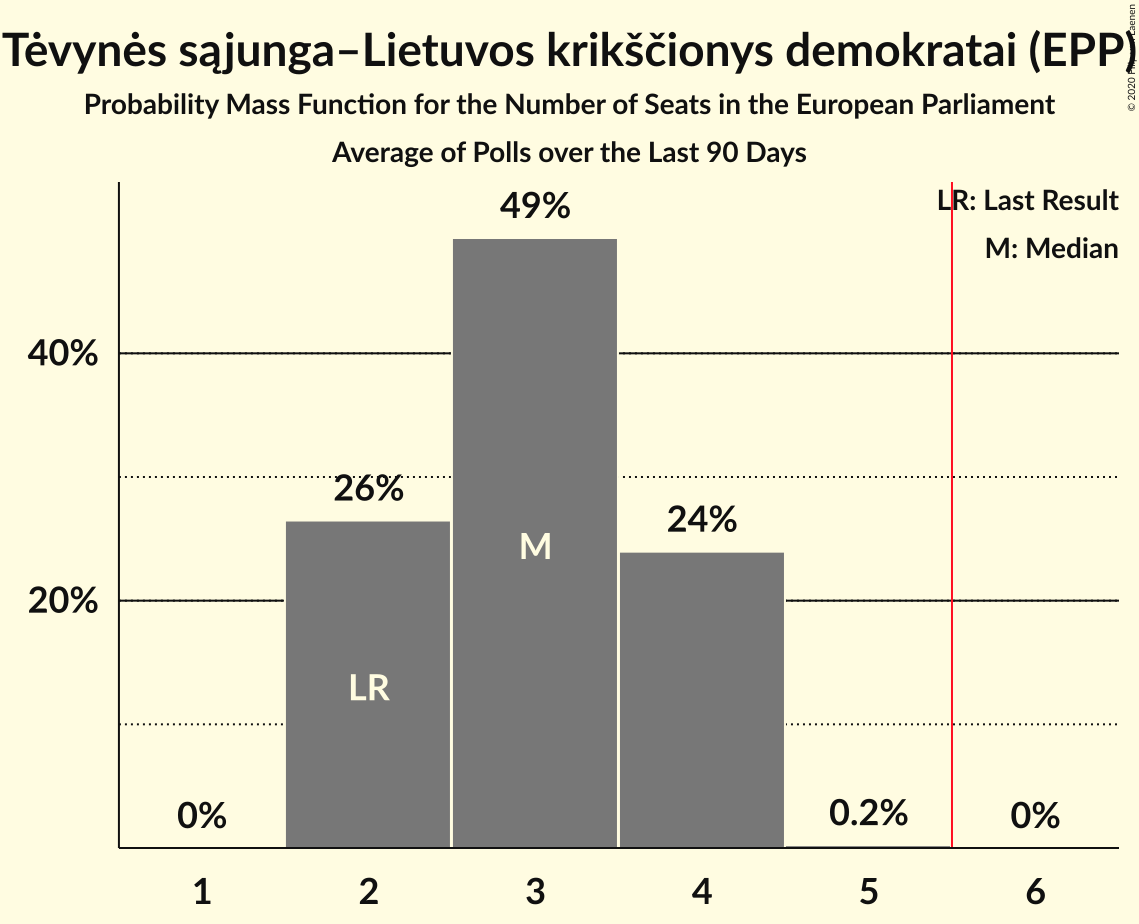 Tėvynės sąjunga–Lietuvos krikščionys demokratai (EPP)
Probability Mass Function for the Number of Seats in the European Parliament
Average of Polls over the Last 90 Days
LR: Last Result
M: Median
49%
40%
26%
24%
M
20%
LR
0%
0.2%
0%
1
2
3
4
5
6
© 2020 Laenen